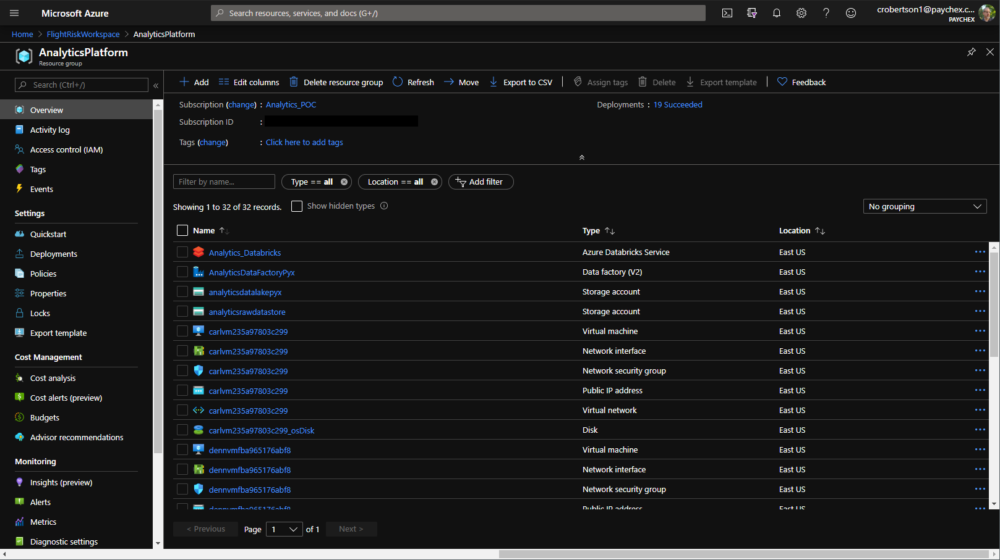 Microsoft Azure
Search resources, services, and docs (G+/)
crobertson1@paychex.c...
PAYCHEX
Home > FlightRiskWorkspace > AnalyticsPlatform
AnalyticsPlatform
Resource group
Search (Ctrl+/)
«
Overview
Activity log
Access control (IAM)
Tags
Events
Settings
Quickstart
Deployments
Policies
Properties
Locks
Export template
Cost Management
Cost analysis
Cost alerts (preview)
Budgets
Advisor recommendations
Monitoring
Insights (preview)
Alerts
Metrics
Diagnostic settings
Add Edit columns Delete resource group Refresh Move Export to CSV Assign tags Delete Export template Feedback
Subscription (change) : Analytics_POC
Deployments : 19 Succeeded
Subscription ID :
Tags (change) : Click here to add tags
Filter by name... Type == all Location == all Add filter
Showing 1 to 32 of 32 records. Show hidden types
No grouping
Name Type Location
Analytics_Databricks Azure Databricks Service East US
AnalyticsDataFactoryPyx Data factory (V2) East US
analyticsdatalakepyx Storage account East US
analyticsrawdatastore Storage account East US
carlvm235a97803c299 Virtual machine East US
carlvm235a97803c299 Network interface East US
carlvm235a97803c299 Network security group East US
carlvm235a97803c299 Public IP address East US
carlvm235a97803c299 Virtual network East US
carlvm235a97803c299_osDisk Disk East US
dennvmfba965176abf8 Virtual machine East US
dennvmfba965176abf8 Network interface East US
dennvmfba965176abf8 Network security group East US
dennvmfba965176abf8 Public IP address East US
< Previous Page 1 of 1 Next >